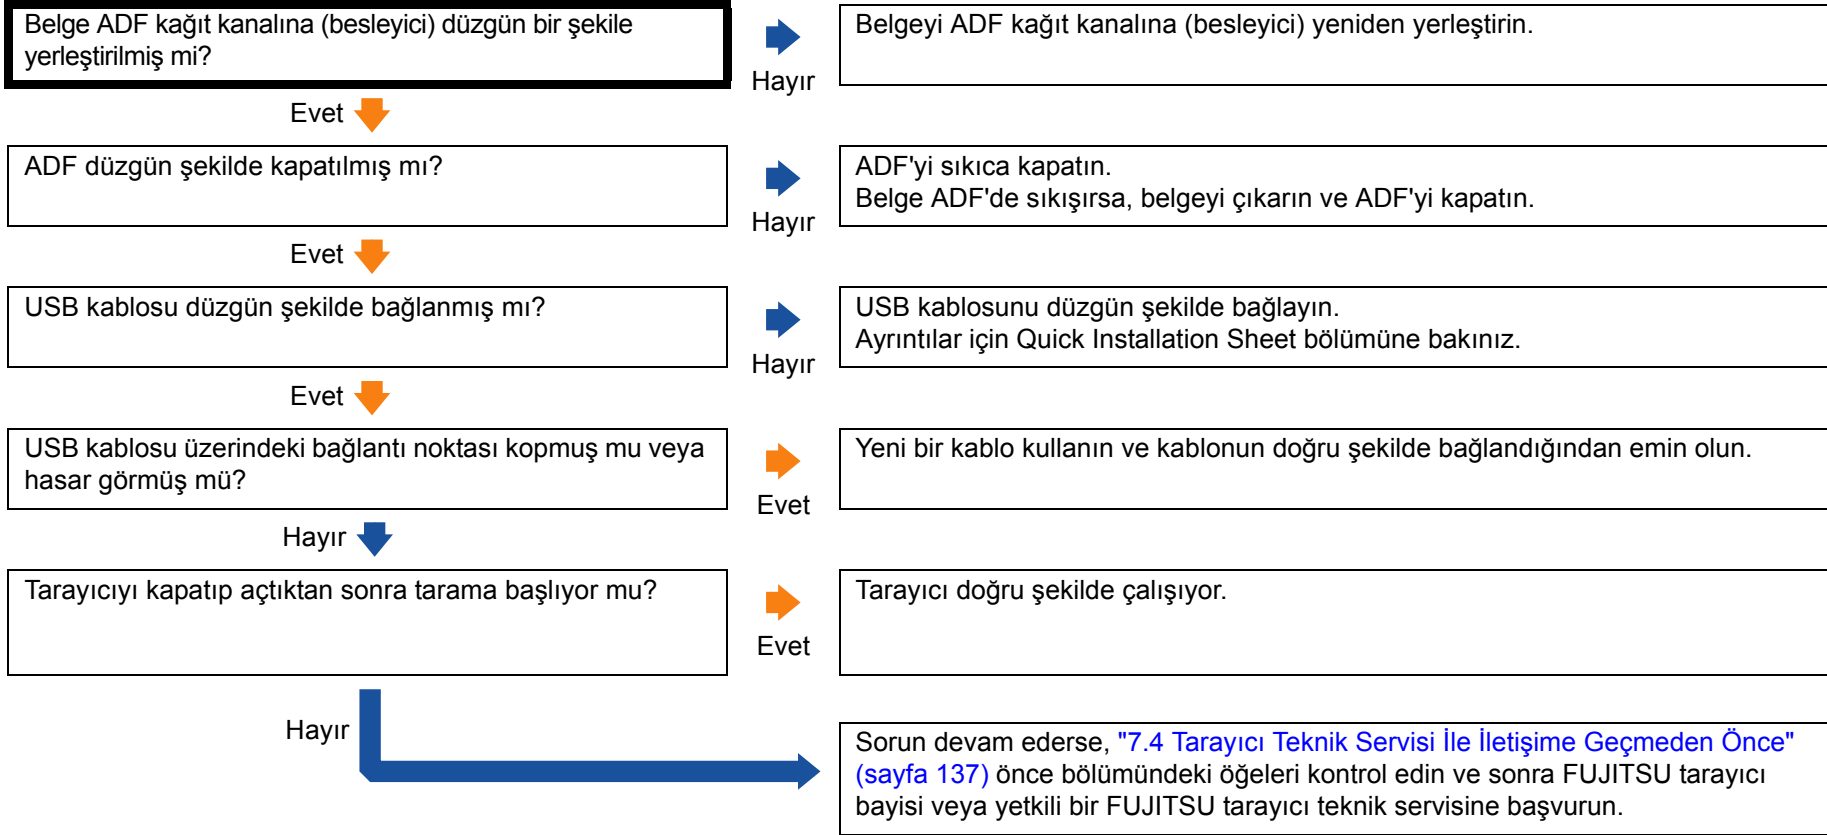 Belge ADF kağıt kanalına (besleyici) düzgün bir şekile
yerleştirilmiş mi?
Hayır
Belgeyi ADF kağıt kanalına (besleyici) yeniden yerleştirin.
Evet
ADF düzgün şekilde kapatılmış mı?
Hayır
ADF'yi sıkıca kapatın.
Belge ADF'de sıkışırsa, belgeyi çıkarın ve ADF'yi kapatın.
Evet
USB kablosu düzgün şekilde bağlanmış mı?
Hayır
USB kablosunu düzgün şekilde bağlayın.
Ayrıntılar için Quick Installation Sheet bölümüne bakınız.
Evet
USB kablosu üzerindeki bağlantı noktası kopmuş mu veya
hasar görmüş mü?
Evet
Yeni bir kablo kullanın ve kablonun doğru şekilde bağlandığından emin olun.
Hayır
Tarayıcıyı kapatıp açtıktan sonra tarama başlıyor mu?
Evet
Tarayıcı doğru şekilde çalışıyor.
Hayır
Sorun devam ederse, "7.4 Tarayıcı Teknik Servisi İle İletişime Geçmeden Önce"
(sayfa 137) önce bölümündeki öğeleri kontrol edin ve sonra FUJITSU tarayıcı
bayisi veya yetkili bir FUJITSU tarayıcı teknik servisine başvurun.